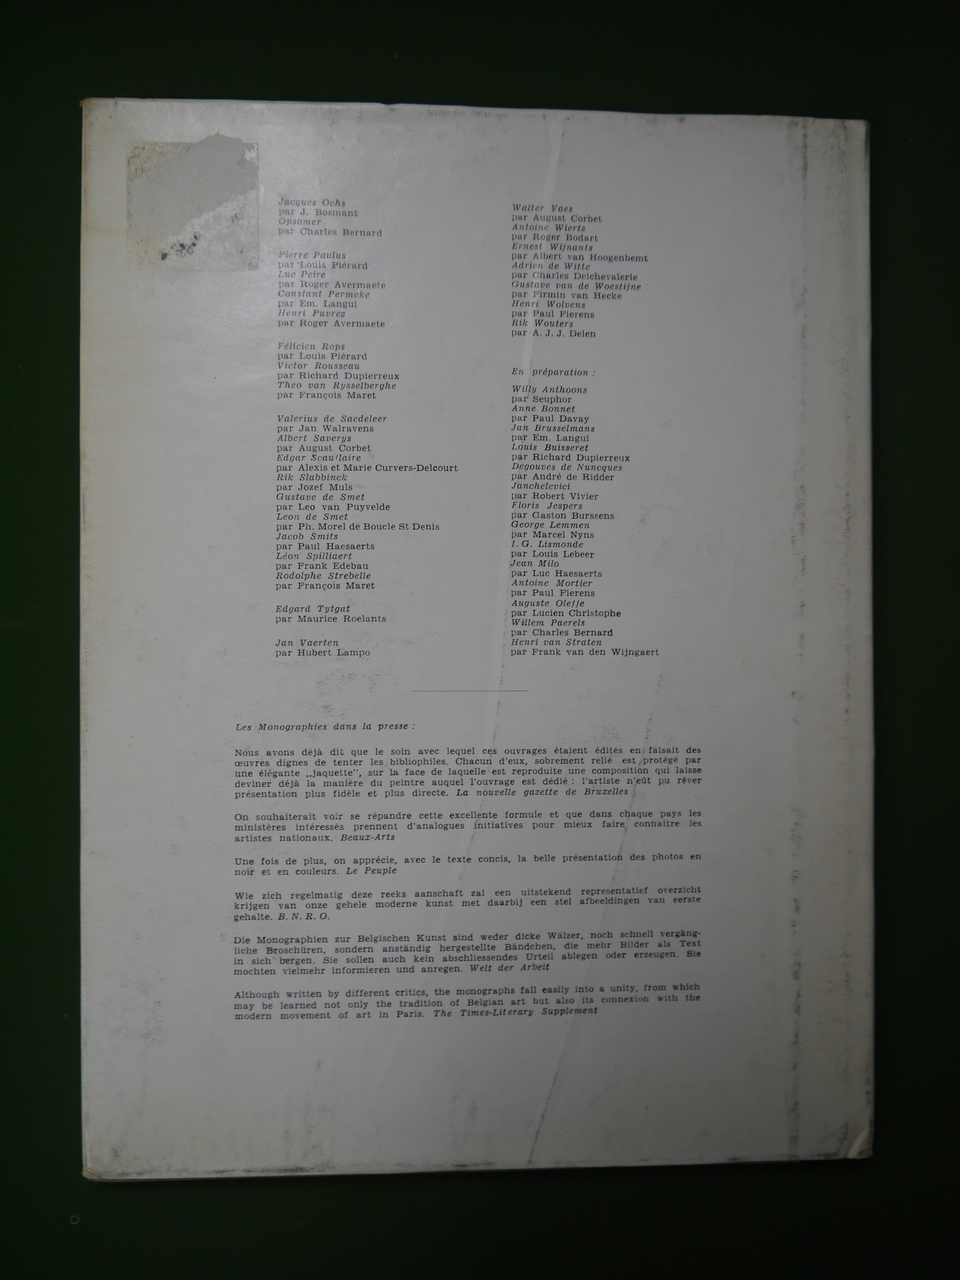 Jacques Ochs
par J. Bosmant
Opsomer
par Charles Bernard
Pierre Paulus
par Louis Piérard
Luc Peire
par Roger Avermaete
Constant Permeke
par Em. Langui
Henri Puvrez
par Roger Avermaete
Félicien Rops
par Louis Piérard
Victor Rousseau
par Richard Dupierreux
Theo van Rysselberghe
par François Maret
Valerius de Saedeleer
par Jan Walravens
Albert Saverys
par August Corbet
Edgar Scauflaire
par Alexis et Marie Curvers-Delcourt
Rik Slabbinck
par Jozef Muls
Gustave de Smet
par Leo van Puyvelde
Leon de Smet
par Ph. Morel de Boucle St Denis
Jacob Smits
par Paul Haesaerts
Léon Spilliaert
par Frank Edebau
Rodolphe Strebelle
par François Maret
Edgard Tytgat
par Maurice Roelants
Jan Vaerten
par Hubert Lampo
Walter Vaes
par August Corbet
Antoine Wiertz
par Roger Bodart
Ernest Wijnants
par Albert van Hoogenbemt
Adrien de Witte
par Charles Delchevalerie
Gustave van de Woestijne
par Firmin van Hecke
Henri Wolvens
par Paul Fierens
Rik Wouters
par A. J. J. Delen
En préparation :
Willy Anthoons
par Seuphor
Anne Bonnet
par Paul Davay
Jan Brusselmans
par Em. Langui
Louis Buisseret
par Richard Dupierreux
Degouves de Nuncques
par André de Ridder
Janchelevici
par Robert Vivier
Floris Jespers
par Gaston Burssens
George Lemmen
par Marcel Nyns
I. G. Lismonde
par Louis Lebeer
Jean Milo
par Luc Haesaerts
Antoine Mortier
par Paul Fierens
Auguste Oleffe
par Lucien Christophe
Willem Paerels
par Charles Bernard
Henri van Straten
par Frank van den Wijngaert
Les Monographies dans la presse :
Nous avons déjà dit que le soin avec lequel ces ouvrages étaient édités en faisait des
œuvres dignes de tenter les bibliophiles. Chacun d'eux, sobrement relié est protégé par
une élégante „jaquette", sur la face de laquelle est reproduite une composition qui laisse
deviner déjà la manière du peintre auquel l'ouvrage est dédié : l'artiste n'eût pu rêver
présentation plus fidèle et plus directe. La nouvelle gazette de Bruxelles
On souhaiterait voir se répandre cette excellente formule et que dans chaque pays les
ministères intéressés prennent d'analogues initiatives pour mieux faire connaître les
artistes nationaux. Beaux-Arts
Une fois de plus, on apprécie, avec le texte concis, la belle présentation des photos en
noir et en couleurs. Le Peuple
Wie zich regelmatig deze reeks aanschaft zal een uitstekend representatief overzicht
krijgen van onze gehele moderne kunst met daarbij een stel afbeeldingen van eerste
gehalte. B. N. R. O.
Die Monographien zur Belgischen Kunst sind weder dicke Wälzer, noch schnell vergäng-
liche Broschüren, sondern anständig hergestellte Bändchen, die mehr Bilder als Text
in sich bergen. Sie sollen auch kein abschliessendes Urteil ablegen oder erzeugen. Sie
mochten vielmehr informieren und anregen. Welt der Arbeit
Although written by different critics, the monographs fall easily into a unity, from which
may be learned not only the tradition of Belgian art but also its connexion with the
modern movement of art in Paris. The Times-Literary Supplement